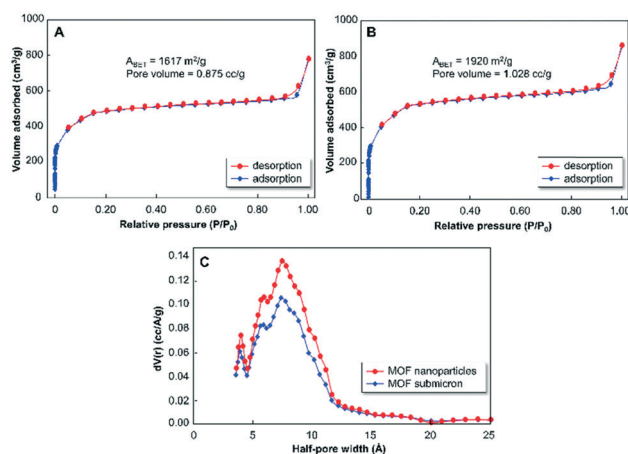 A
A_BET = 1617 m²/g
Pore volume = 0.875 cc/g
Volume adsorbed (cm³/g)
1000
800
600
400
200
0
desorption
adsorption
0 0.20 0.40 0.60 0.80 1.00
Relative pressure (P/P₀)
B
A_BET = 1920 m²/g
Pore volume = 1.028 cc/g
Volume adsorbed (cm³/g)
1000
800
600
400
200
0
desorption
adsorption
0 0.20 0.40 0.60 0.80 1.00
Relative pressure (P/P₀)
C
dV(r) (cc/A/g)
0.14
0.12
0.10
0.08
0.06
0.04
0.02
0.00
MOF nanoparticles
MOF submicron
0 5 10 15 20 25
Half-pore width (Å)